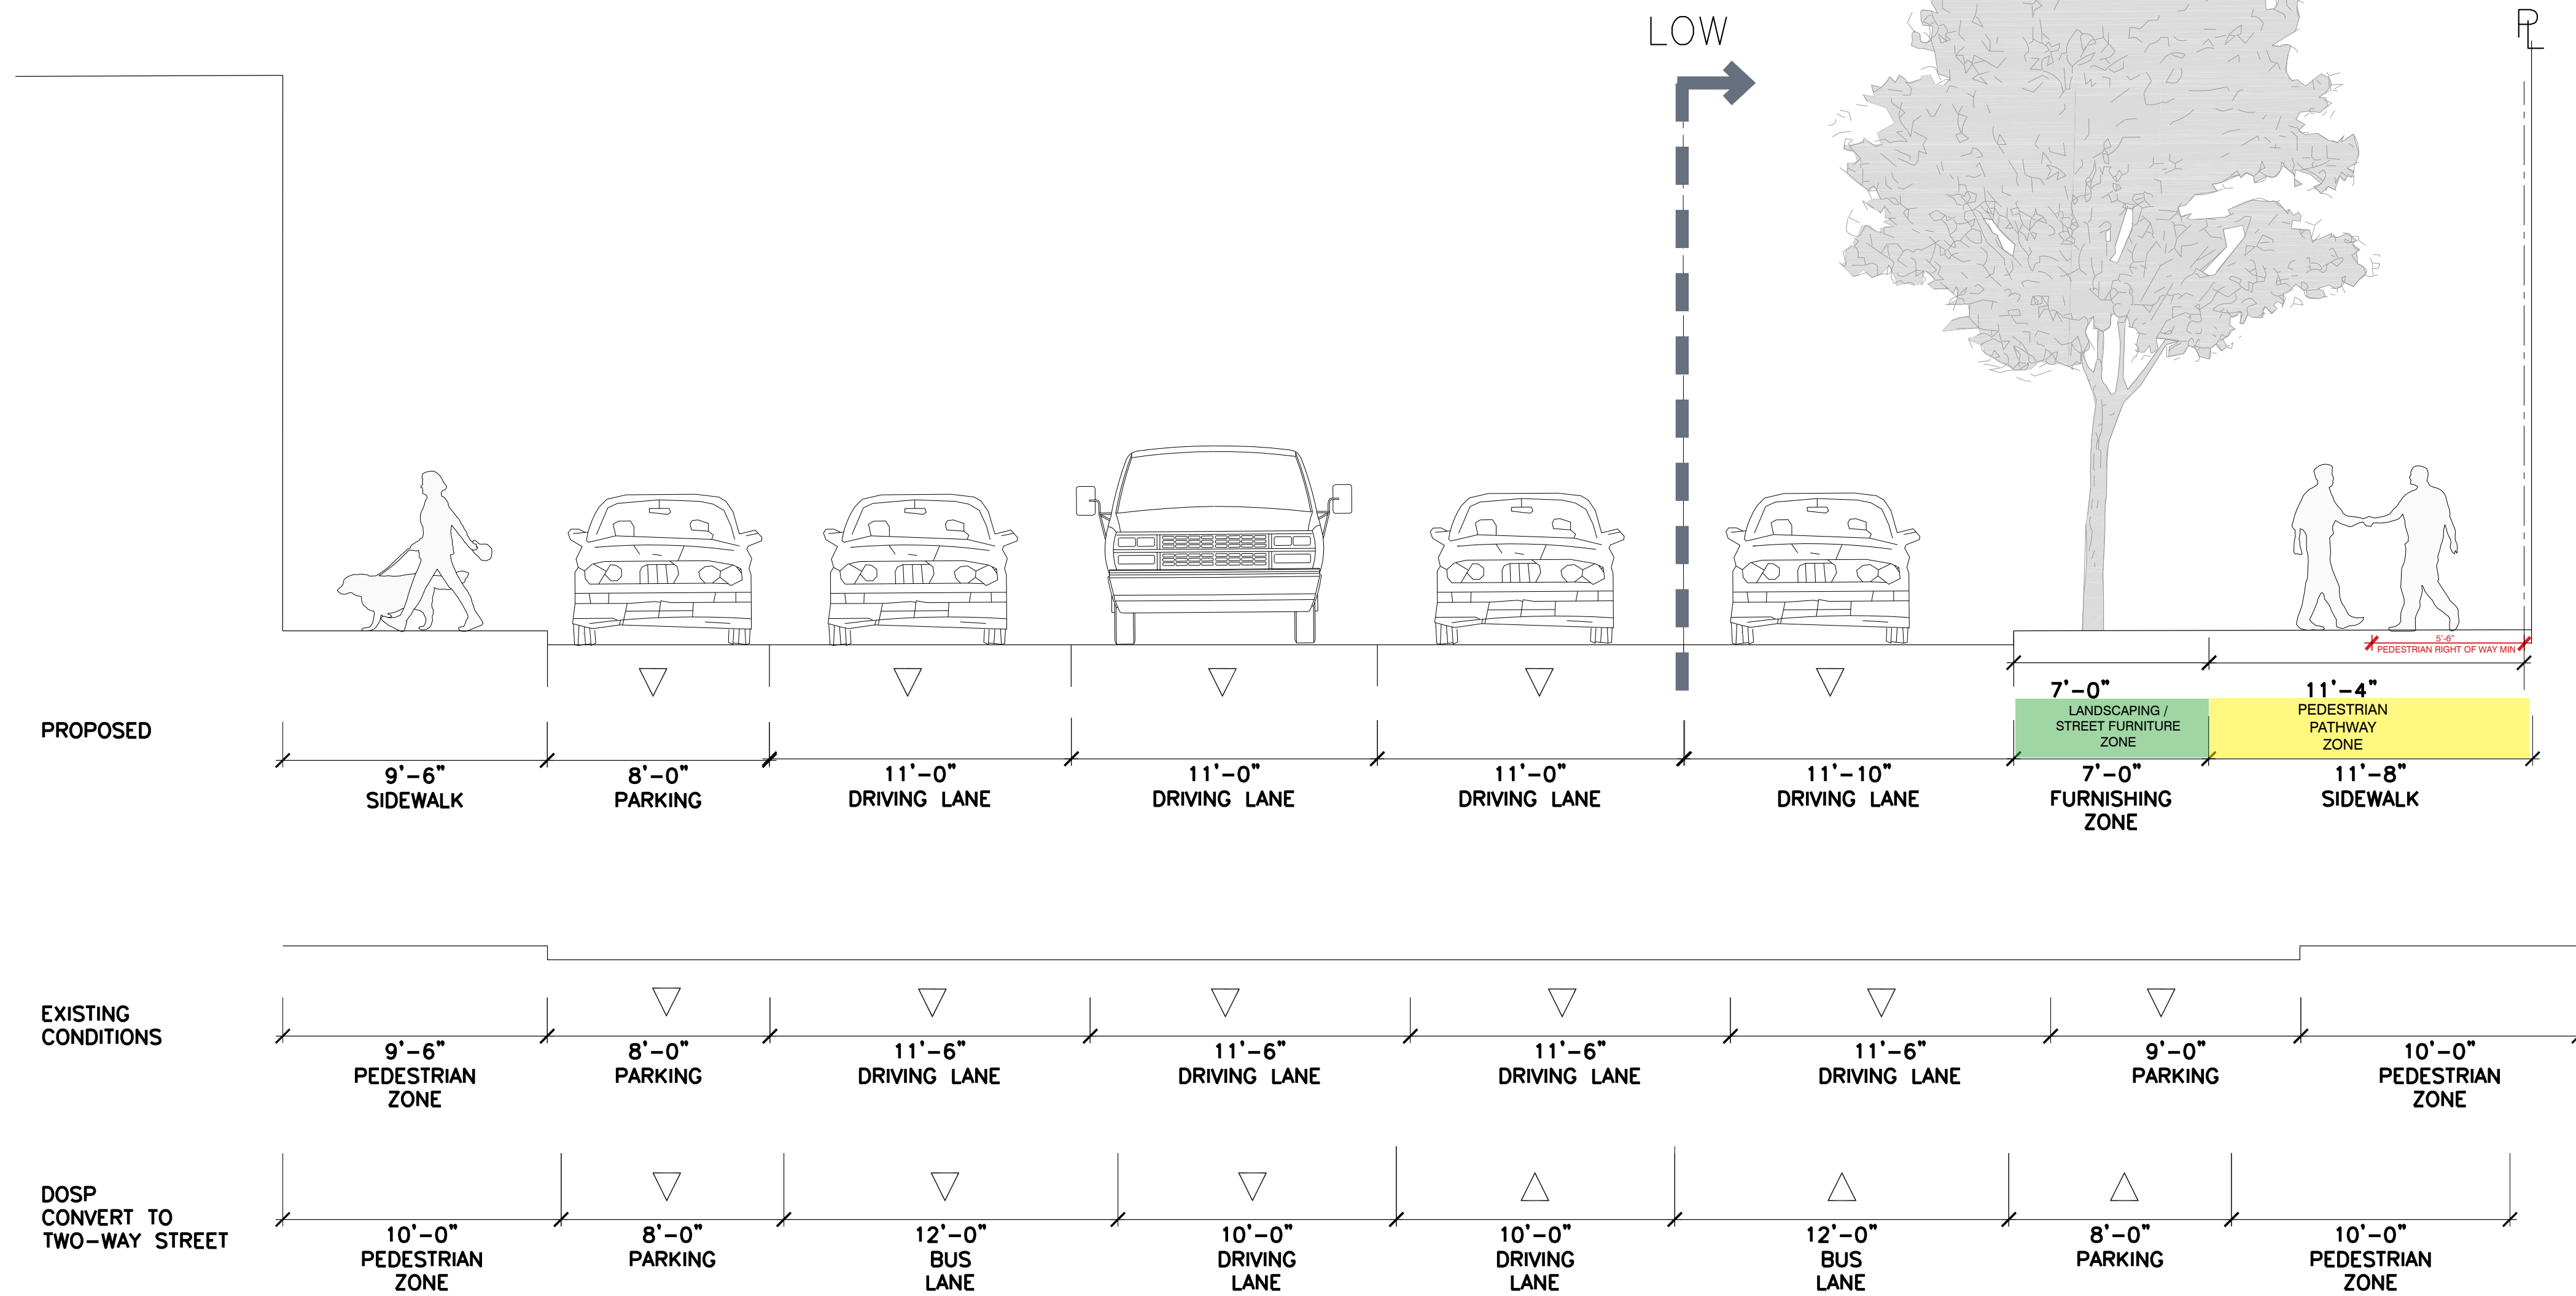 LOW
PL
5'-6"
PEDESTRIAN RIGHT OF WAY MIN
7'-0"
11'-4"
LANDSCAPING /
STREET FURNITURE
ZONE
PEDESTRIAN
PATHWAY
ZONE
PROPOSED
9'-6"
SIDEWALK
8'-0"
PARKING
11'-0"
DRIVING LANE
11'-0"
DRIVING LANE
11'-0"
DRIVING LANE
11'-10"
DRIVING LANE
7'-0"
FURNISHING
ZONE
11'-8"
SIDEWALK
EXISTING
CONDITIONS
9'-6"
PEDESTRIAN
ZONE
8'-0"
PARKING
11'-6"
DRIVING LANE
11'-6"
DRIVING LANE
11'-6"
DRIVING LANE
11'-6"
DRIVING LANE
9'-0"
PARKING
10'-0"
PEDESTRIAN
ZONE
DOSP
CONVERT TO
TWO-WAY STREET
10'-0"
PEDESTRIAN
ZONE
8'-0"
PARKING
12'-0"
BUS
LANE
10'-0"
DRIVING
LANE
10'-0"
DRIVING
LANE
12'-0"
BUS
LANE
8'-0"
PARKING
10'-0"
PEDESTRIAN
ZONE